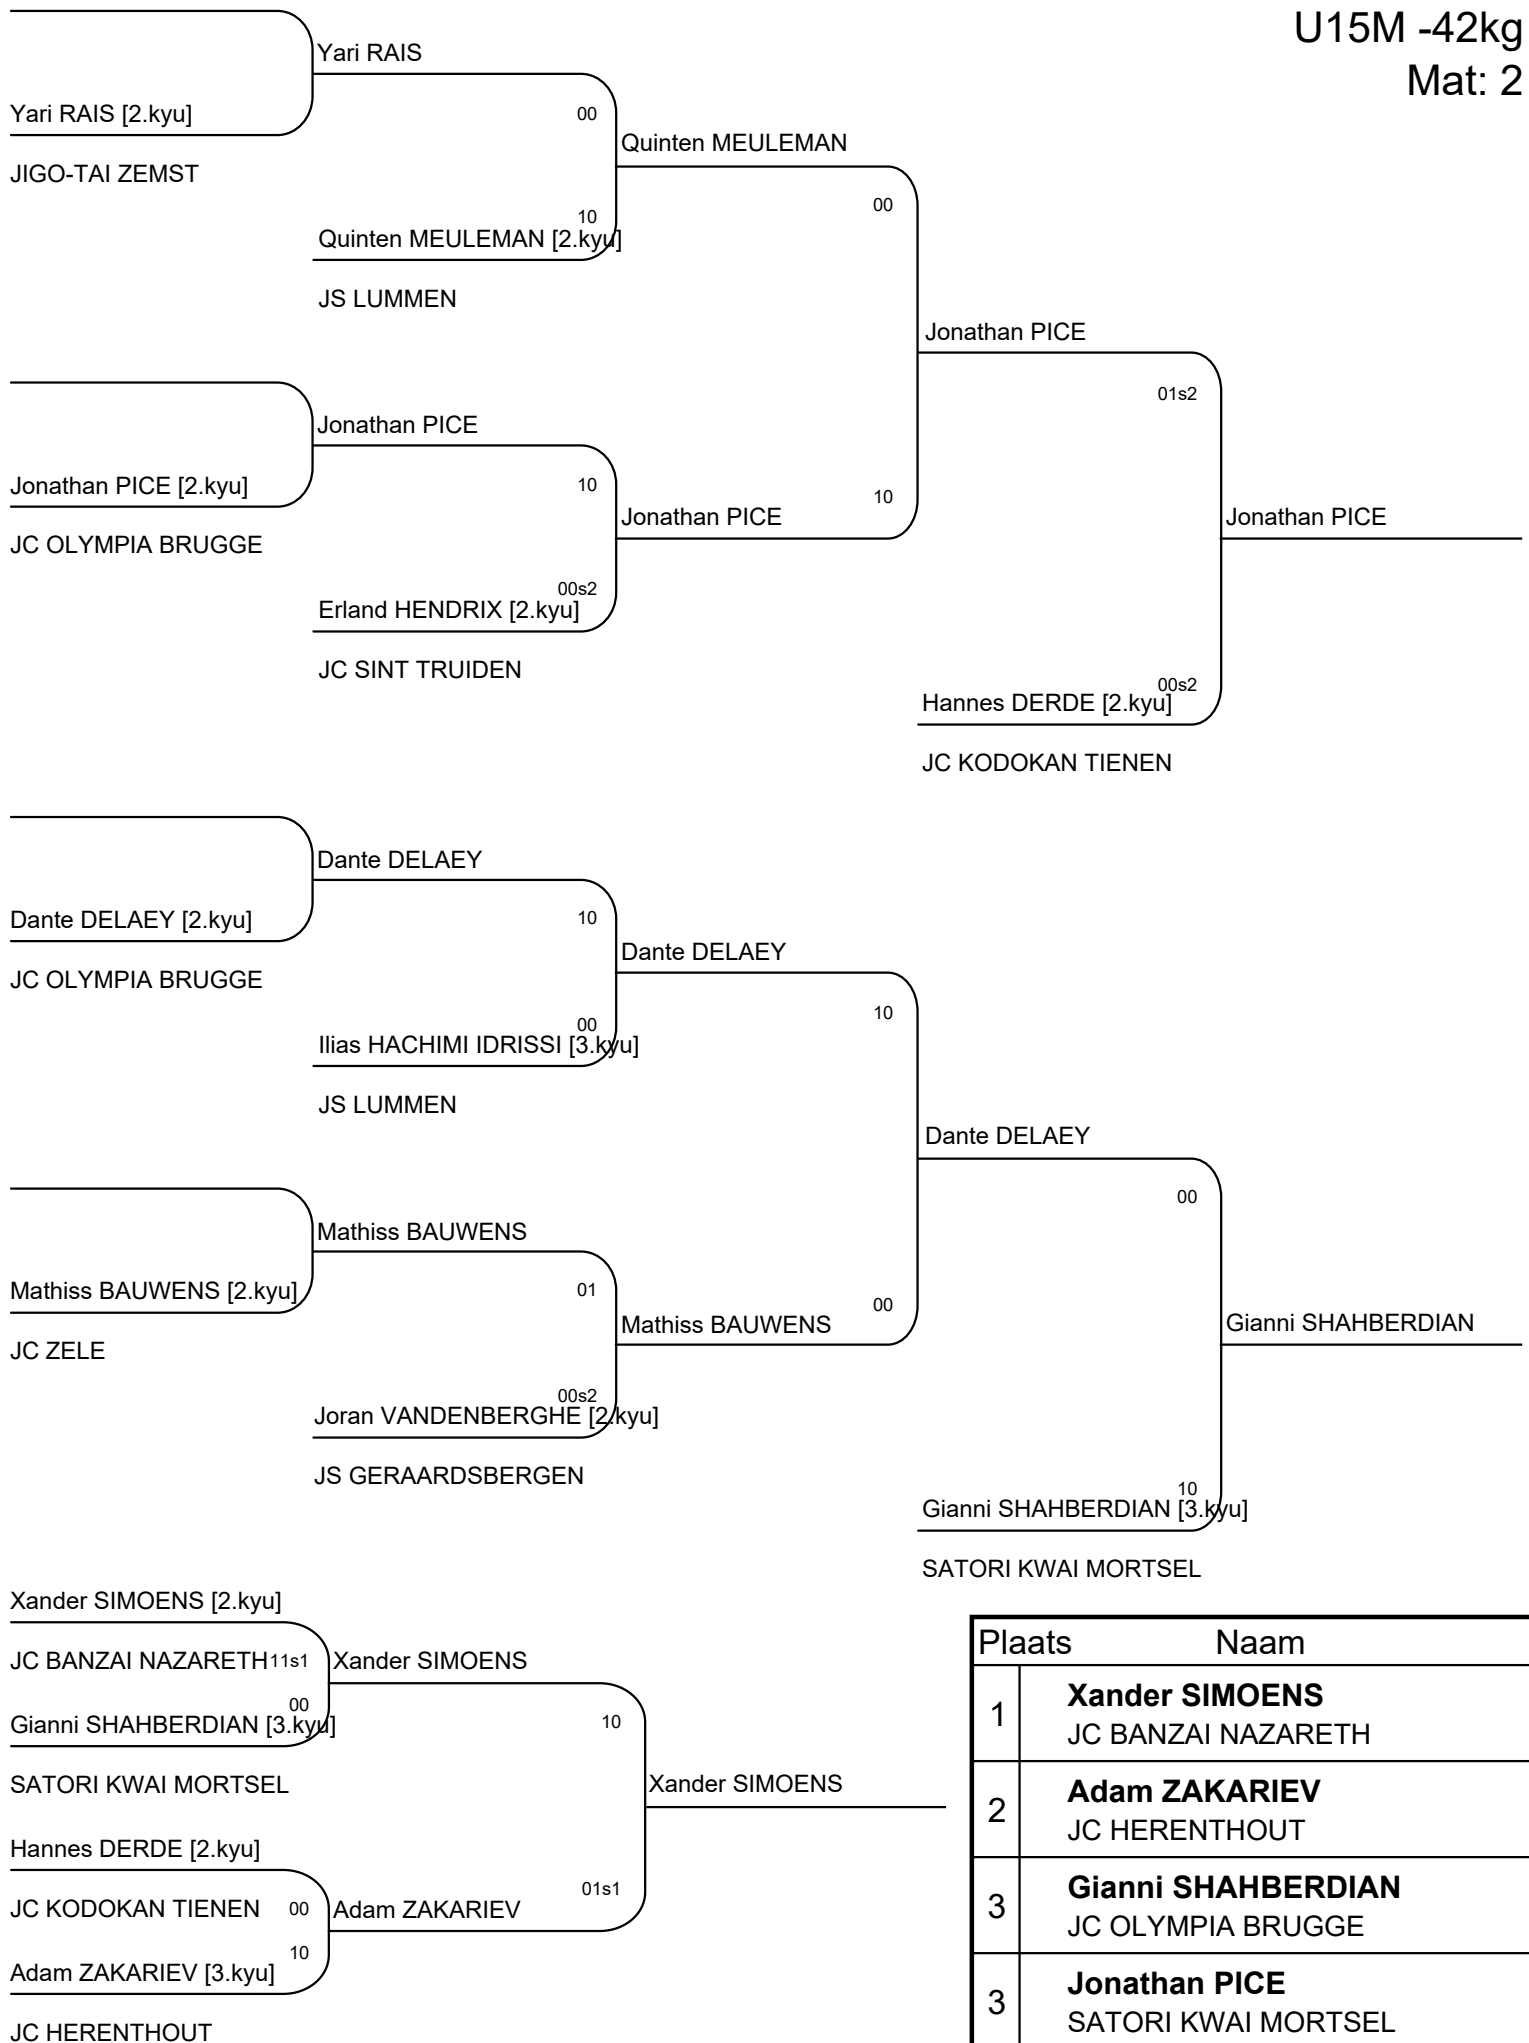 U15M -42kg
Mat: 2
Yari RAIS
Yari RAIS [2.kyu]
00
Quinten MEULEMAN
JIGO-TAI ZEMST
10
00
Quinten MEULEMAN [2.kyu]
JS LUMMEN
Jonathan PICE
01s2
Jonathan PICE
Jonathan PICE [2.kyu]
10
10
Jonathan PICE
Jonathan PICE
JC OLYMPIA BRUGGE
00s2
Erland HENDRIX [2.kyu]
JC SINT TRUIDEN
00s2
Hannes DERDE [2.kyu]
JC KODOKAN TIENEN
Dante DELAEY
Dante DELAEY [2.kyu]
10
Dante DELAEY
JC OLYMPIA BRUGGE
10
00
Ilias HACHIMI IDRISSI [3.kyu]
JS LUMMEN
Dante DELAEY
00
Mathiss BAUWENS
Mathiss BAUWENS [2.kyu]
01
00
Mathiss BAUWENS
Gianni SHAHBERDIAN
JC ZELE
00s2
Joran VANDENBERGHE [2.kyu]
JS GERAARDSBERGEN
10
Gianni SHAHBERDIAN [3.kyu]
SATORI KWAI MORTSEL
Xander SIMOENS [2.kyu]
JC BANZAI NAZARETH 11s1
Xander SIMOENS
00
Gianni SHAHBERDIAN [3.kyu]
10
SATORI KWAI MORTSEL
Xander SIMOENS
Hannes DERDE [2.kyu]
01s1
JC KODOKAN TIENEN 00
Adam ZAKARIEV
10
Adam ZAKARIEV [3.kyu]
JC HERENTHOUT
Plaats Naam
1 Xander SIMOENS
JC BANZAI NAZARETH
2 Adam ZAKARIEV
JC HERENTHOUT
3 Gianni SHAHBERDIAN
JC OLYMPIA BRUGGE
3 Jonathan PICE
SATORI KWAI MORTSEL